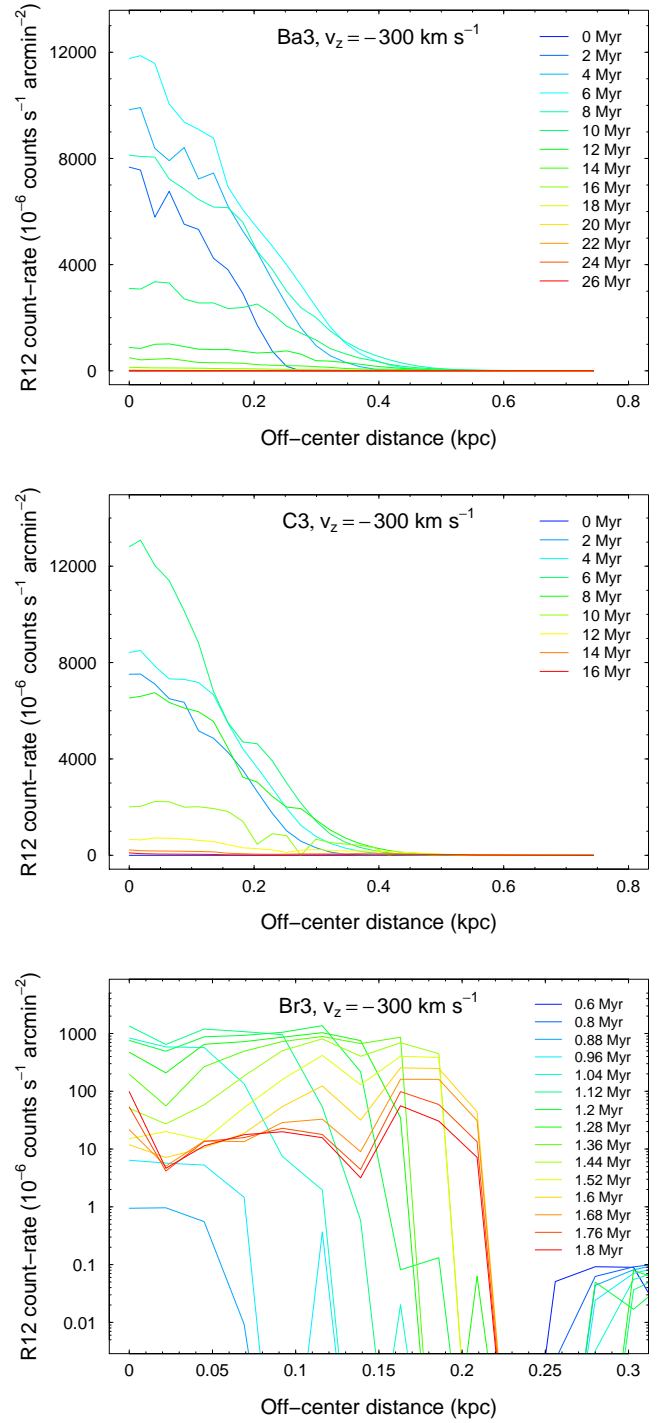 Ba3, v_z = −300 km s⁻¹
R12 count−rate (10⁻⁶ counts s⁻¹ arcmin⁻²)
12000
8000
4000
0
0 Myr
2 Myr
4 Myr
6 Myr
8 Myr
10 Myr
12 Myr
14 Myr
16 Myr
18 Myr
20 Myr
22 Myr
24 Myr
26 Myr
0 0.2 0.4 0.6 0.8
Off−center distance (kpc)
C3, v_z = −300 km s⁻¹
R12 count−rate (10⁻⁶ counts s⁻¹ arcmin⁻²)
12000
8000
4000
0
0 Myr
2 Myr
4 Myr
6 Myr
8 Myr
10 Myr
12 Myr
14 Myr
16 Myr
0 0.2 0.4 0.6 0.8
Off−center distance (kpc)
Br3, v_z = −300 km s⁻¹
R12 count−rate (10⁻⁶ counts s⁻¹ arcmin⁻²)
1000
100
10
1
0.1
0.01
0.6 Myr
0.8 Myr
0.88 Myr
0.96 Myr
1.04 Myr
1.12 Myr
1.2 Myr
1.28 Myr
1.36 Myr
1.44 Myr
1.52 Myr
1.6 Myr
1.68 Myr
1.76 Myr
1.8 Myr
0 0.05 0.1 0.15 0.2 0.25 0.3
Off−center distance (kpc)